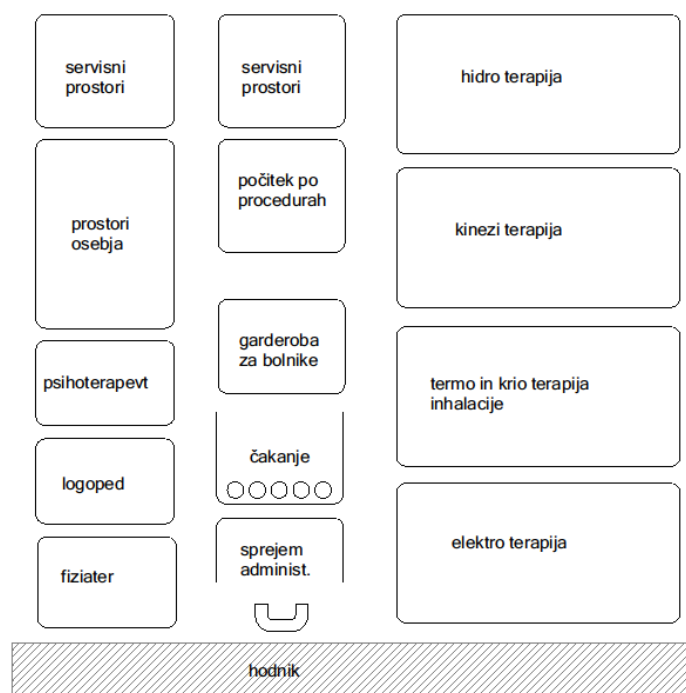 servisni
prostori
prostori
osebja
psihoterapevt
logoped
fiziater
servisni
prostori
počitek po
procedurah
garderoba
za bolnike
čakanje
sprejem
administ.
hidro terapija
kinezi terapija
termo in krio terapija
inhalacije
elektro terapija
hodnik